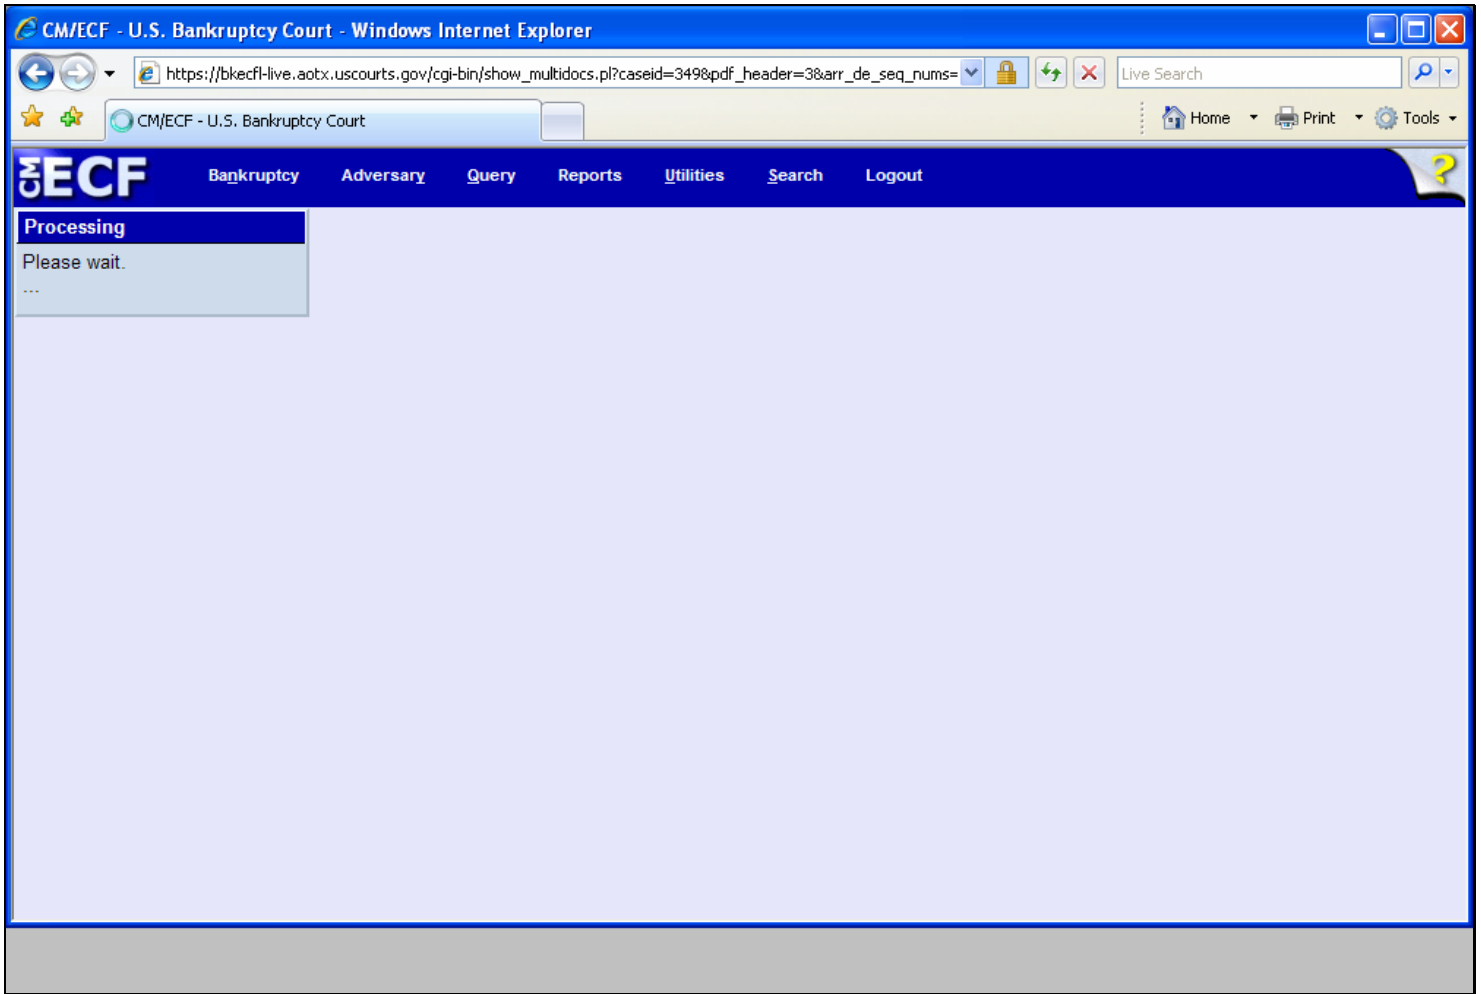 CM/ECF - U.S. Bankruptcy Court - Windows Internet Explorer
https://bkecfl-live.aotx.uscourts.gov/cgi-bin/show_multidocs.pl?caseid=349&pdf_header=3&arr_de_seq_nums=
Live Search
CM/ECF - U.S. Bankruptcy Court
Home
Print
Tools
CM ECF Bankruptcy Adversary Query Reports Utilities Search Logout ?
Processing
Please wait.
---